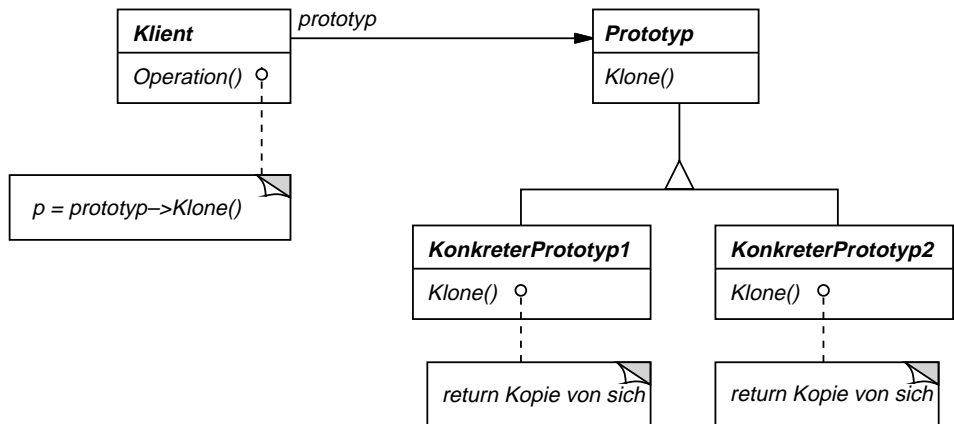 Klient
prototyp
Prototyp
Operation()
Klone()
p = prototyp–>Klone()
KonkreterPrototyp1
KonkreterPrototyp2
Klone()
Klone()
return Kopie von sich
return Kopie von sich